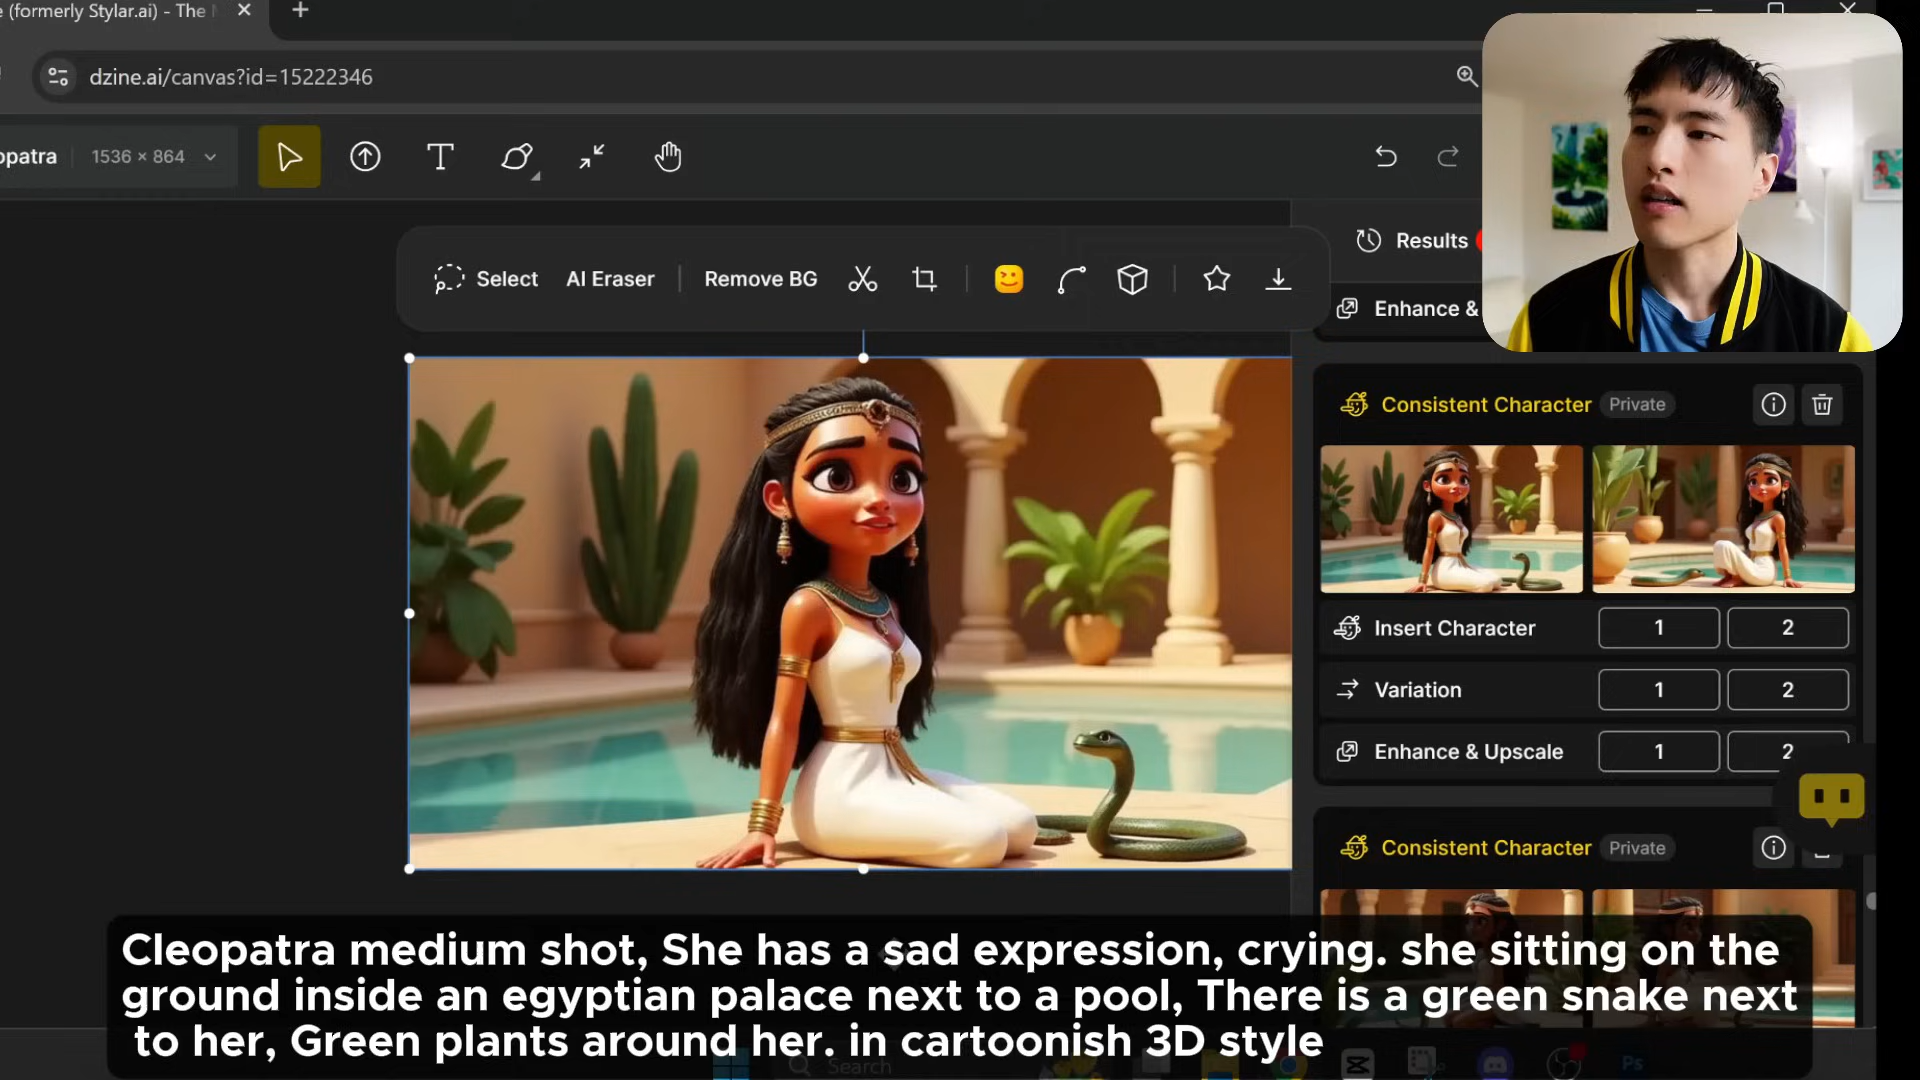 e (formerly Stylar.ai) - The
dzine.ai/canvas?id=15222346
opatra 1536 × 864
T
Results
Select AI Eraser Remove BG
Enhance &
Consistent Character Private
Insert Character 1 2
Variation 1 2
Enhance & Upscale 1 2
Consistent Character Private
Cleopatra medium shot, She has a sad expression, crying. she sitting on the
ground inside an egyptian palace next to a pool, There is a green snake next
to her, Green plants around her. in cartoonish 3D style
Search
Ps